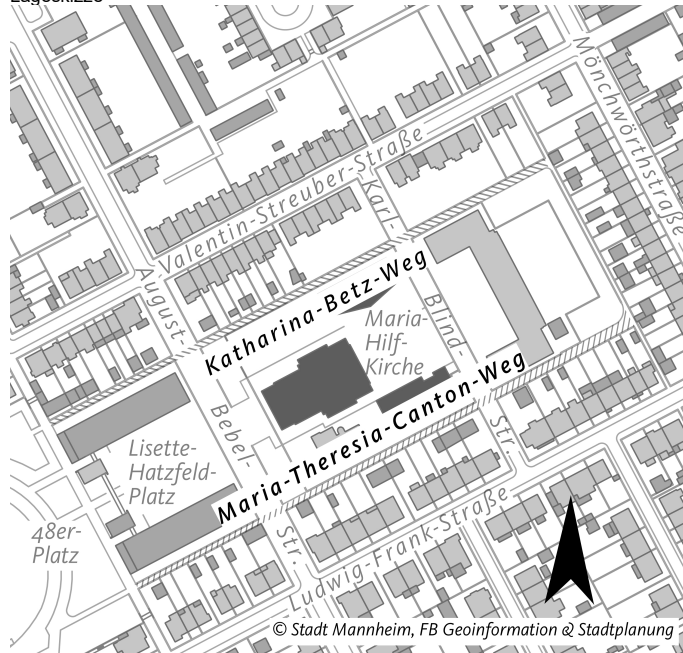 Lageskizze
Mönchwörthstraße
Valentin-Streuber-Straße
Karl-
Katharina-Betz-Weg
August-
Maria-
Hilf-
Kirche
Blind-
Maria-Theresia-Canton-Weg
Bebel-
Lisette-
Hatzfeld-
Platz
Str.
48er-
Platz
Str.
Ludwig-Frank-Straße
© Stadt Mannheim, FB Geoinformation & Stadtplanung